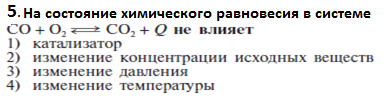 5. На состояние химического равновесия в системе
CO + O₂ ⇌ CO₂ + Q не влияет
1) катализатор
2) изменение концентрации исходных веществ
3) изменение давления
4) изменение температуры